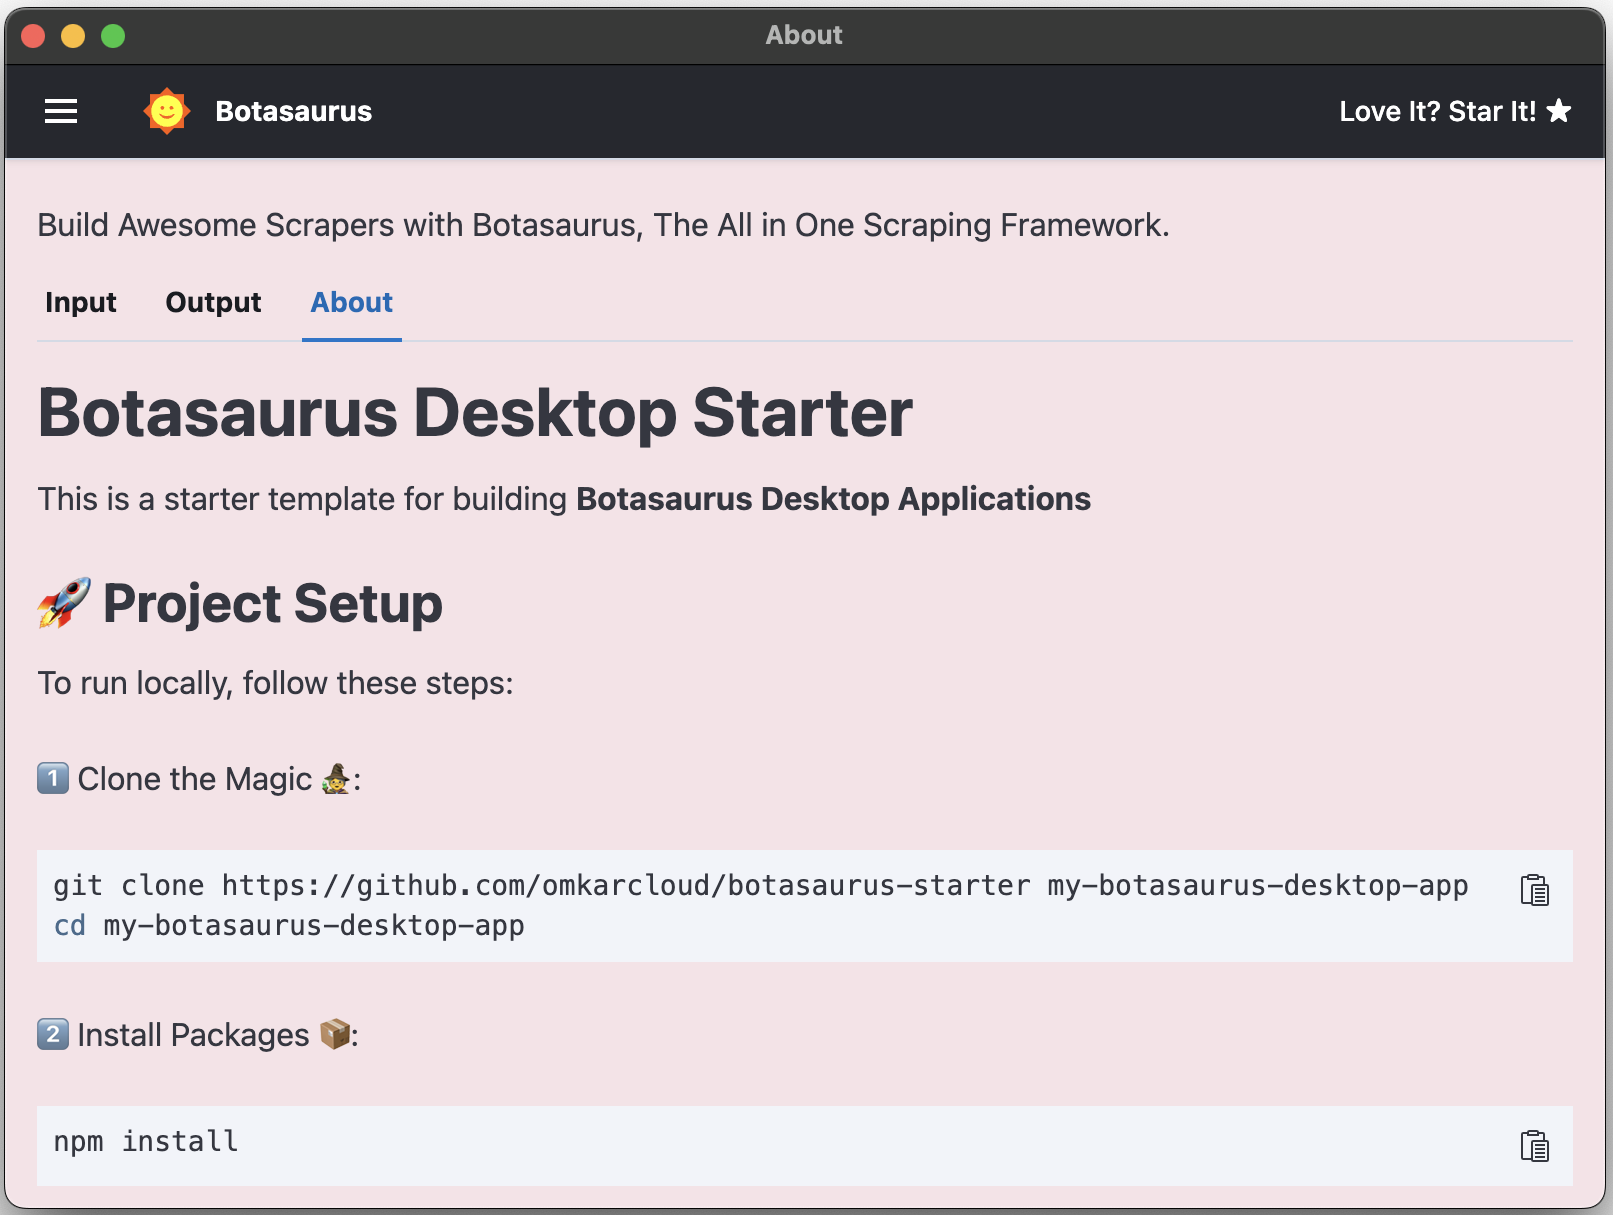 About
Botasaurus
Love It? Star It! ★
Build Awesome Scrapers with Botasaurus, The All in One Scraping Framework.
Input Output About
Botasaurus Desktop Starter
This is a starter template for building Botasaurus Desktop Applications
🚀 Project Setup
To run locally, follow these steps:
1️⃣ Clone the Magic 🧙‍♀️:
git clone https://github.com/omkarcloud/botasaurus-starter my-botasaurus-desktop-app
cd my-botasaurus-desktop-app
2️⃣ Install Packages 📦:
npm install